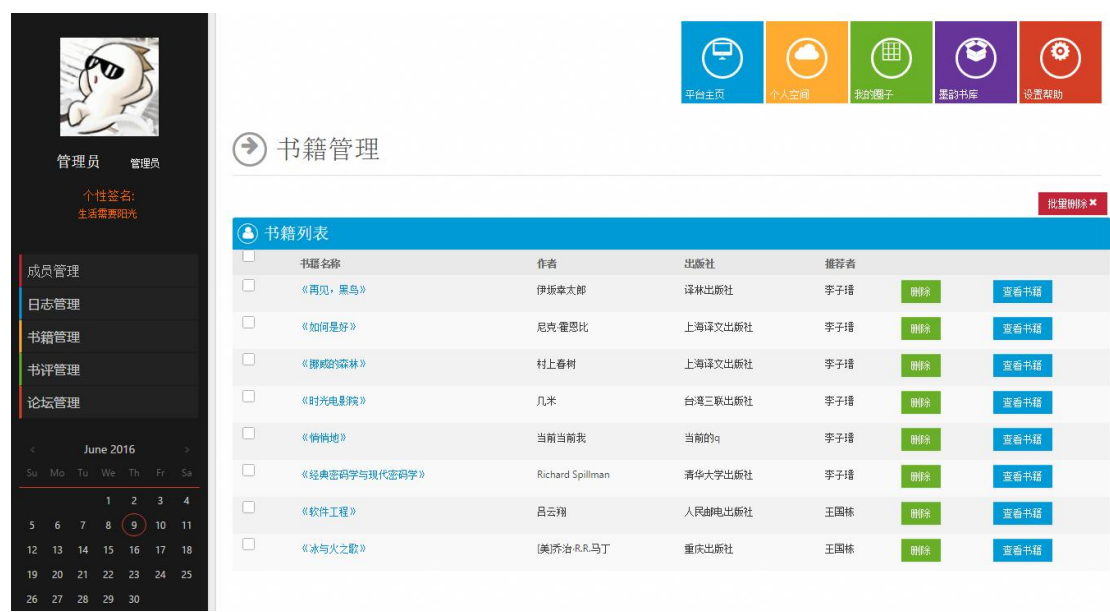 平台主页 个人空间 我的圈子 墨韵书库 设置帮助
管理员 管理员
个性签名:
生活需要阳光
成员管理
日志管理
书籍管理
书评管理
论坛管理
< June 2016 >
Su Mo Tu We Th Fr Sa
1 2 3 4
5 6 7 8 9 10 11
12 13 14 15 16 17 18
19 20 21 22 23 24 25
26 27 28 29 30
书籍管理
批量删除
书籍列表
书籍名称 作者 出版社 推荐者
《再见，黑鸟》 伊坂幸太郎 译林出版社 李子璔 删除 查看书籍
《如何是好》 尼克·霍恩比 上海译文出版社 李子璔 删除 查看书籍
《挪威的森林》 村上春树 上海译文出版社 李子璔 删除 查看书籍
《时光电影院》 几米 台湾三联出版社 李子璔 删除 查看书籍
《悄悄地》 当前当前我 当前的q 李子璔 删除 查看书籍
《经典密码学与现代密码学》 Richard Spillman 清华大学出版社 李子璔 删除 查看书籍
《软件工程》 吕云翔 人民邮电出版社 王国栋 删除 查看书籍
《冰与火之歌》 [美]乔治·R.R.马丁 重庆出版社 王国栋 删除 查看书籍